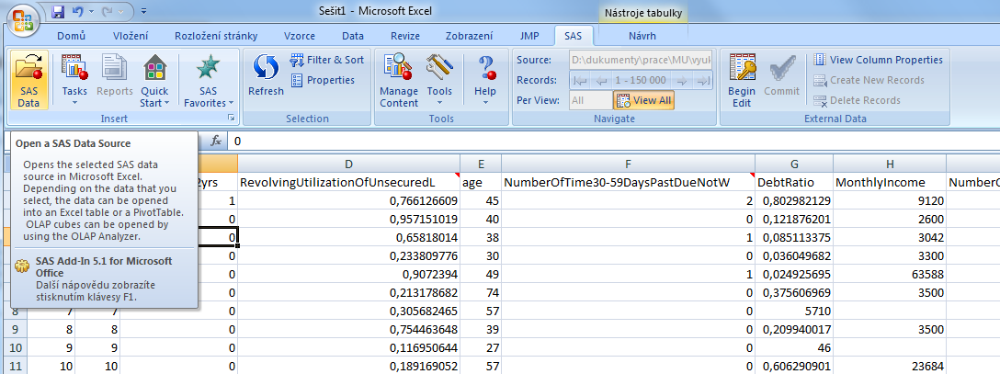 Sešit1 - Microsoft Excel
Nástroje tabulky
Domů Vložení Rozložení stránky Vzorce Data Revize Zobrazení JMP SAS Návrh
SAS Data
Tasks
Reports
Quick Start
SAS Favorites
Insert
Refresh
Filter & Sort
Properties
Selection
Manage Content
Tools
Help
Tools
Source: D:\dukumenty\prace\MU\vyuk
Records: 1 - 150 000
Per View: All View All
Navigate
Begin Edit
Commit
View Column Properties
Create New Records
Delete Records
External Data
Open a SAS Data Source
Opens the selected SAS data
source in Microsoft Excel.
Depending on the data that you
select, the data can be opened
into an Excel table or a PivotTable.
OLAP cubes can be opened by
using the OLAP Analyzer.
SAS Add-In 5.1 for Microsoft
Office
Další nápovědu zobrazíte
stisknutím klávesy F1.
fx 0
D E F G H
2yrs RevolvingUtilizationOfUnsecuredL age NumberOfTime30-59DaysPastDueNotW DebtRatio MonthlyIncome NumberO
1 0,766126609 45 2 0,802982129 9120
0 0,957151019 40 0 0,121876201 2600
0 0,65818014 38 1 0,085113375 3042
0 0,233809776 30 0 0,036049682 3300
0 0,9072394 49 1 0,024925695 63588
0 0,213178682 74 0 0,375606969 3500
8 7 7 0 0,305682465 57 0 5710
9 8 8 0 0,754463648 39 0 0,209940017 3500
10 9 9 0 0,116950644 27 0 46
11 10 10 0 0,189169052 57 0 0,606290901 23684